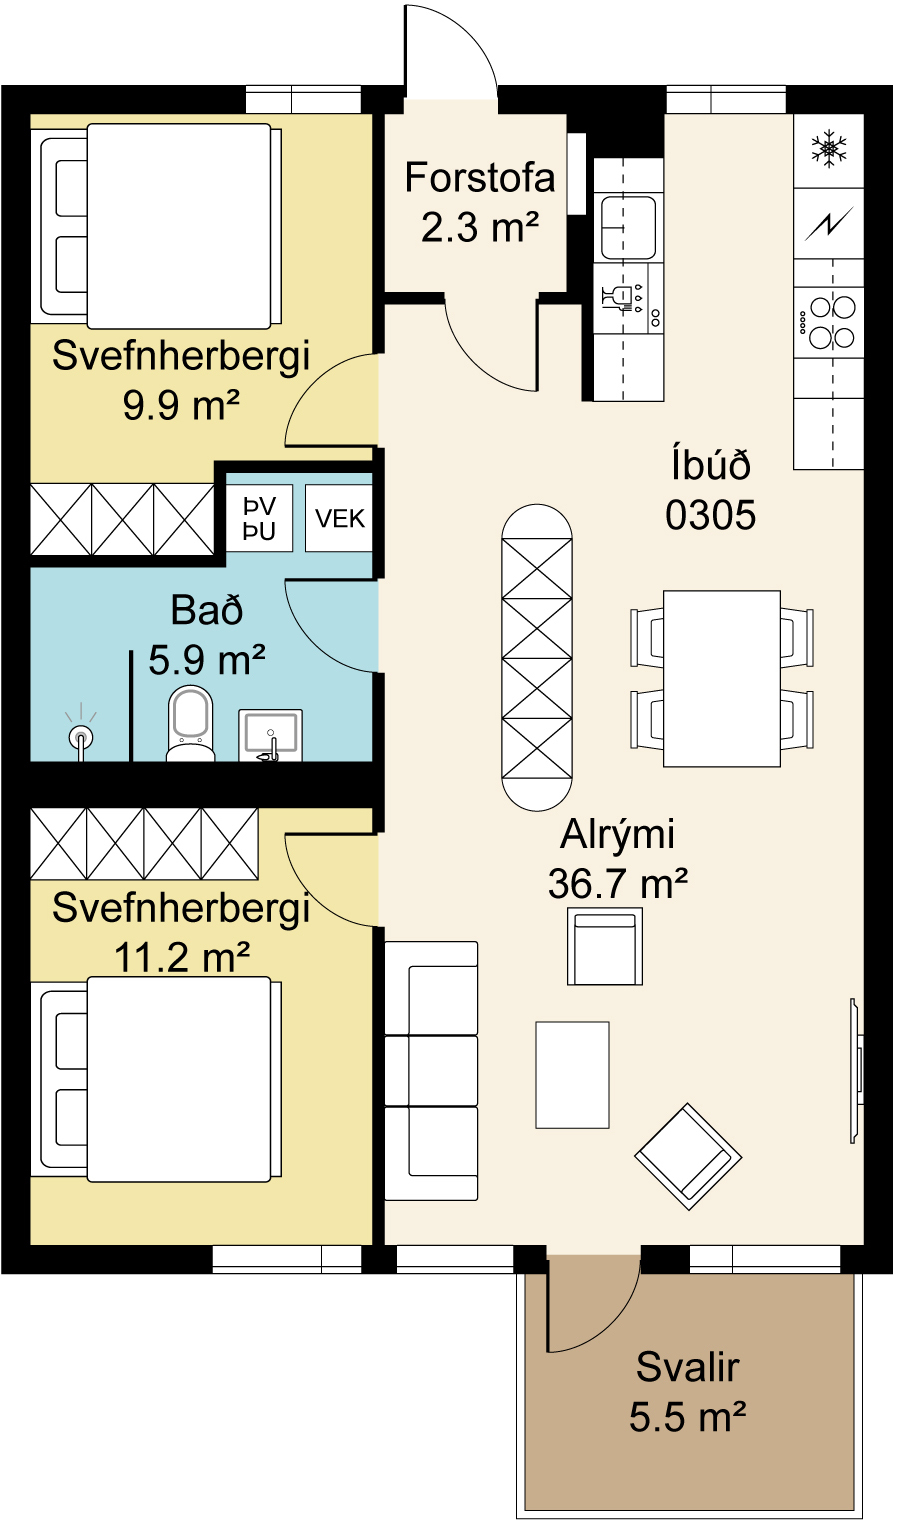 Forstofa
2.3 m²
Svefnherbergi
9.9 m²
Íbúð
0305
ÞV
ÞU
VEK
Bað
5.9 m²
Alrými
36.7 m²
Svefnherbergi
11.2 m²
Svalir
5.5 m²